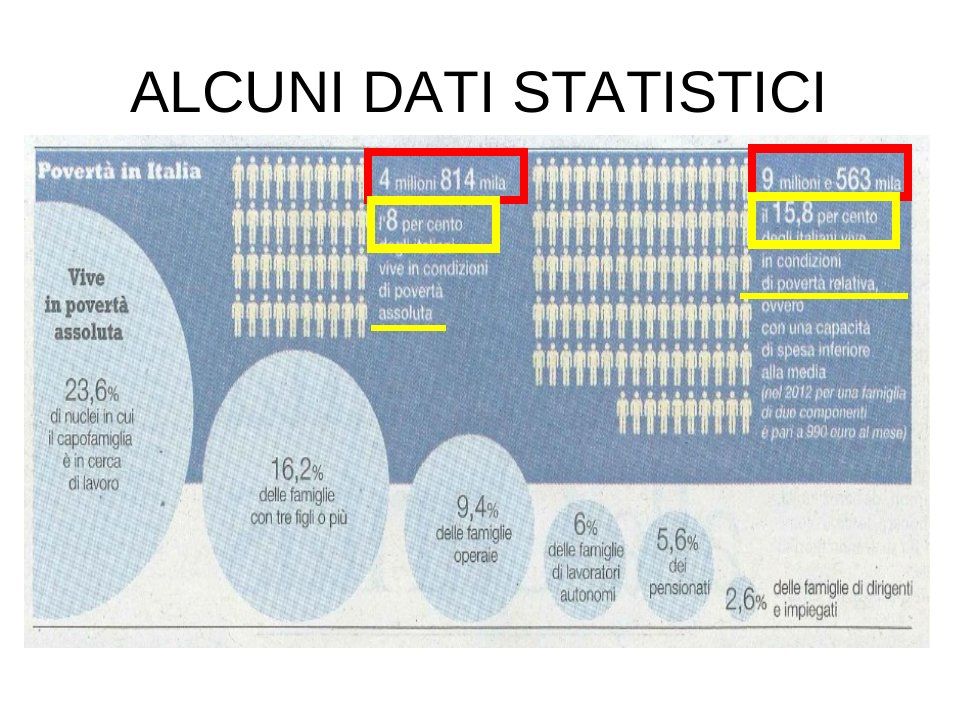 ALCUNI DATI STATISTICI
Povertà in Italia
4 milioni 814 mila
l'8 per cento
degli italiani
vive in condizioni
di povertà
assoluta
9 milioni e 563 mila
il 15,8 per cento
degli italiani vive
in condizioni
di povertà relativa,
ovvero
con una capacità
di spesa inferiore
alla media
(nel 2012 per una famiglia
di due componenti
è pari a 990 euro al mese)
Vive
in povertà
assoluta
23,6%
di nuclei in cui
il capofamiglia
è in cerca
di lavoro
16,2%
delle famiglie
con tre figli o più
9,4%
delle famiglie
operaie
6%
delle famiglie
di lavoratori
autonomi
5,6%
dei
pensionati
2,6%
delle famiglie di dirigenti
e impiegati